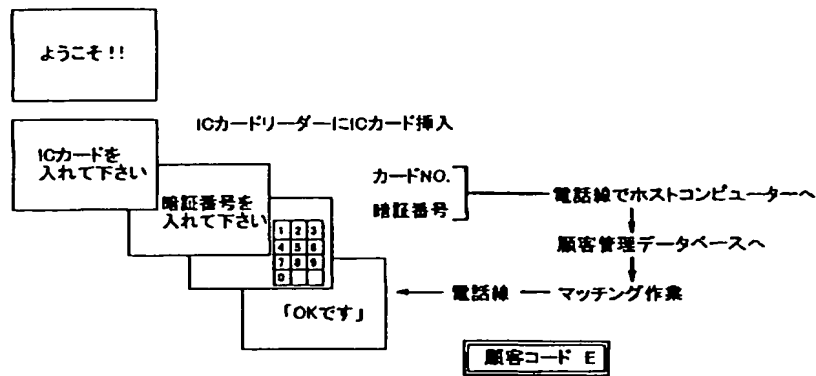 ようこそ!!
ICカードリーダーにICカード挿入
ICカードを
入れて下さい
暗証番号を
入れて下さい
1 2 3
4 5 6
7 8 9
0
「OKです」
カードNO.
暗証番号
電話線でホストコンピューターへ
顧客管理データベースへ
マッチング作業
電話線
顧客コード E